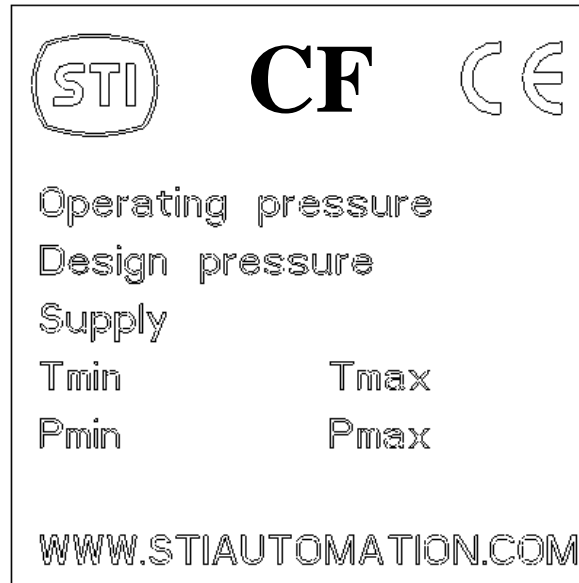 STI CF CE
Operating pressure
Design pressure
Supply
Tmin Tmax
Pmin Pmax
WWW.STIAUTOMATION.COM